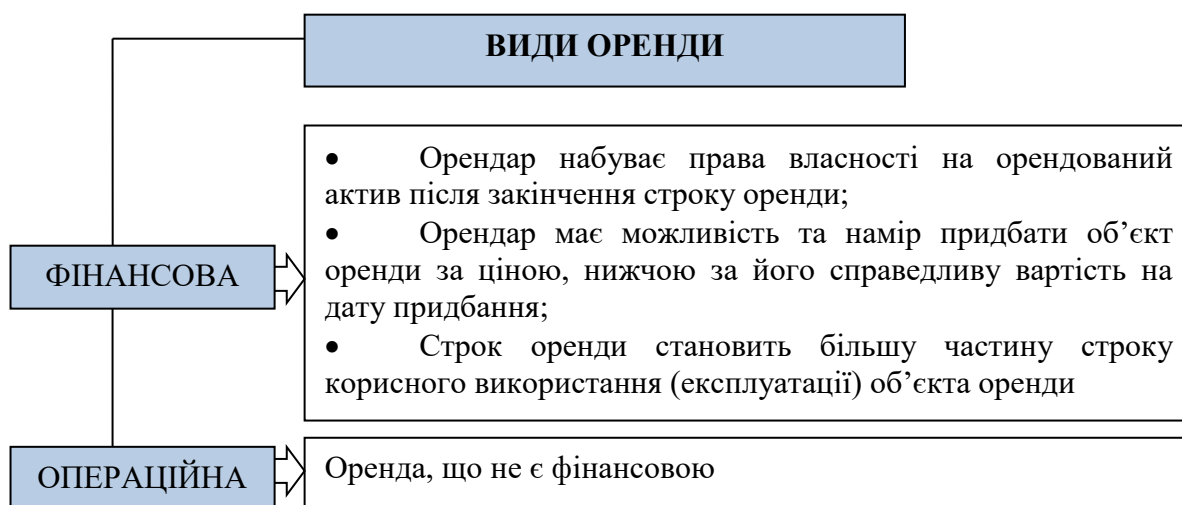 ВИДИ ОРЕНДИ
ФІНАНСОВА
• Орендар набуває права власності на орендований
актив після закінчення строку оренди;
• Орендар має можливість та намір придбати об’єкт
оренди за ціною, нижчою за його справедливу вартість на
дату придбання;
• Строк оренди становить більшу частину строку
корисного використання (експлуатації) об’єкта оренди
ОПЕРАЦІЙНА
Оренда, що не є фінансовою